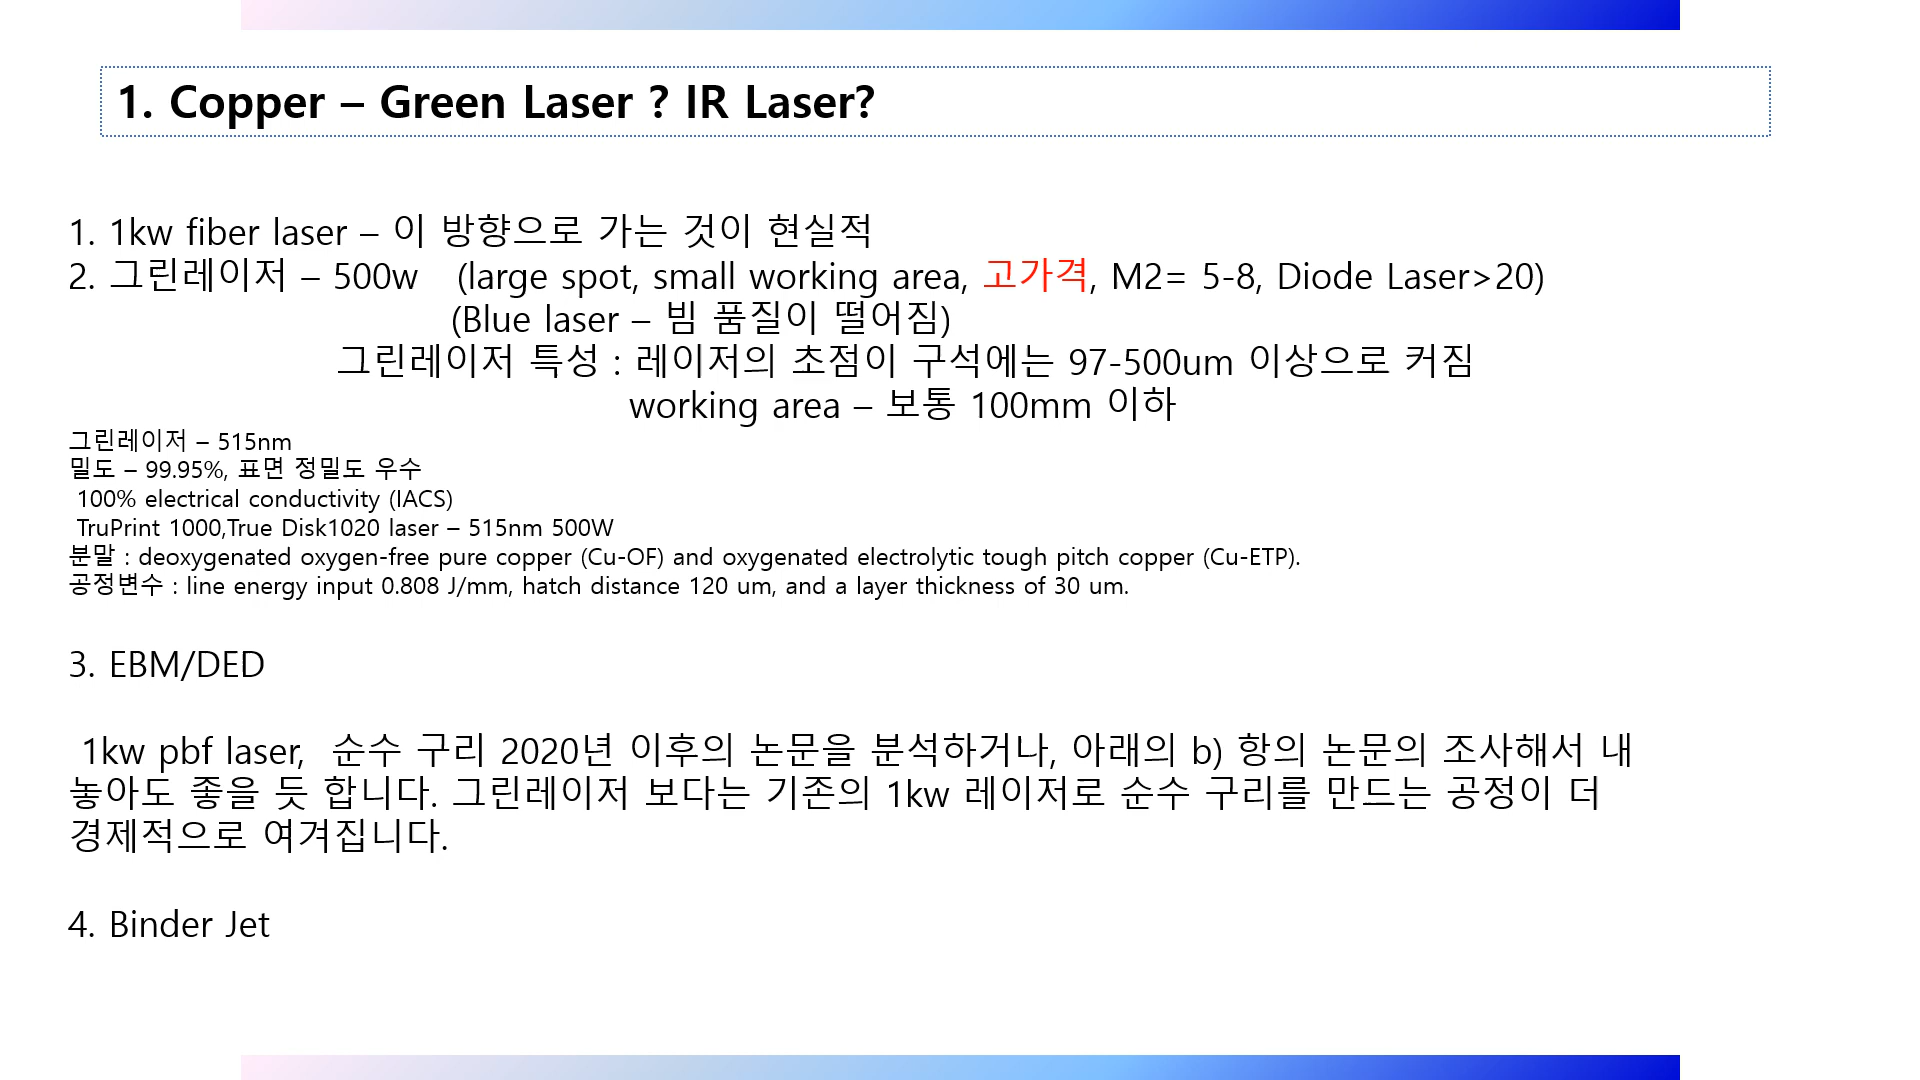 1. Copper – Green Laser ? IR Laser?
1. 1kw fiber laser – 이 방향으로 가는 것이 현실적
2. 그린레이저 – 500w (large spot, small working area, 고가격, M2= 5-8, Diode Laser>20)
(Blue laser – 빔 품질이 떨어짐)
그린레이저 특성 : 레이저의 초점이 구석에는 97-500um 이상으로 커짐
working area – 보통 100mm 이하
그린레이저 – 515nm
밀도 – 99.95%, 표면 정밀도 우수
100% electrical conductivity (IACS)
TruPrint 1000,True Disk1020 laser – 515nm 500W
분말 : deoxygenated oxygen-free pure copper (Cu-OF) and oxygenated electrolytic tough pitch copper (Cu-ETP).
공정변수 : line energy input 0.808 J/mm, hatch distance 120 um, and a layer thickness of 30 um.
3. EBM/DED
1kw pbf laser, 순수 구리 2020년 이후의 논문을 분석하거나, 아래의 b) 항의 논문의 조사해서 내
놓아도 좋을 듯 합니다. 그린레이저 보다는 기존의 1kw 레이저로 순수 구리를 만드는 공정이 더
경제적으로 여겨집니다.
4. Binder Jet